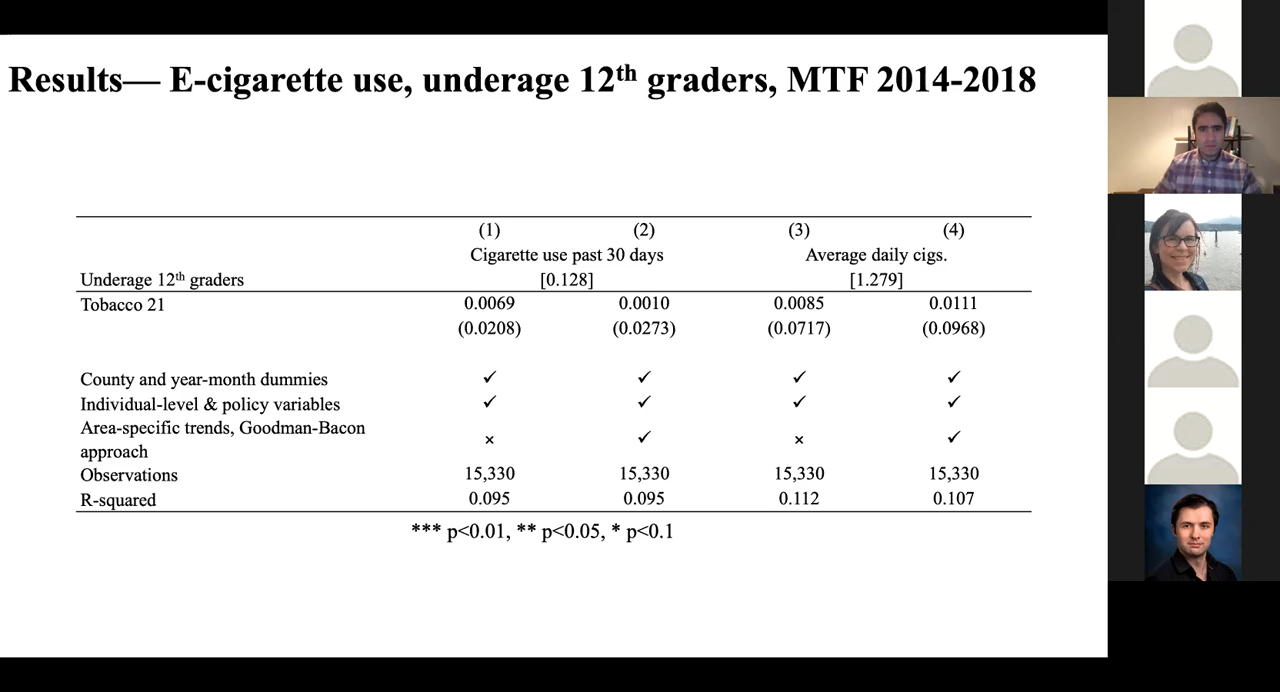 Results— E-cigarette use, underage 12th graders, MTF 2014-2018
(1) (2) (3) (4)
Cigarette use past 30 days Average daily cigs.
Underage 12th graders [0.128] [1.279]
Tobacco 21 0.0069 0.0010 0.0085 0.0111
(0.0208) (0.0273) (0.0717) (0.0968)
County and year-month dummies ✓ ✓ ✓ ✓
Individual-level & policy variables ✓ ✓ ✓ ✓
Area-specific trends, Goodman-Bacon
approach × ✓ × ✓
Observations 15,330 15,330 15,330 15,330
R-squared 0.095 0.095 0.112 0.107
*** p<0.01, ** p<0.05, * p<0.1